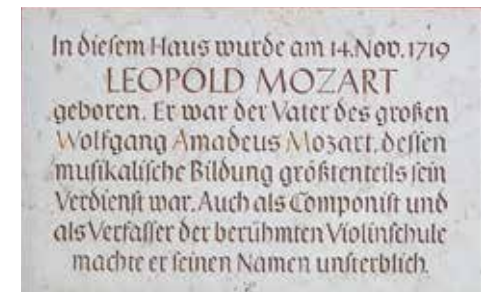 In dieſem Haus wurde am 14.Nov. 1719
LEOPOLD MOZART
geboren. Er war der Vater des großen
Wolfgang Amadeus Mozart, deſſen
muſikaliſche Bildung größtenteils ſein
Verdienſt war. Auch als Componiſt und
als Verfaſſer der berühmten Violinſchule
machte er ſeinen Namen unſterblich.